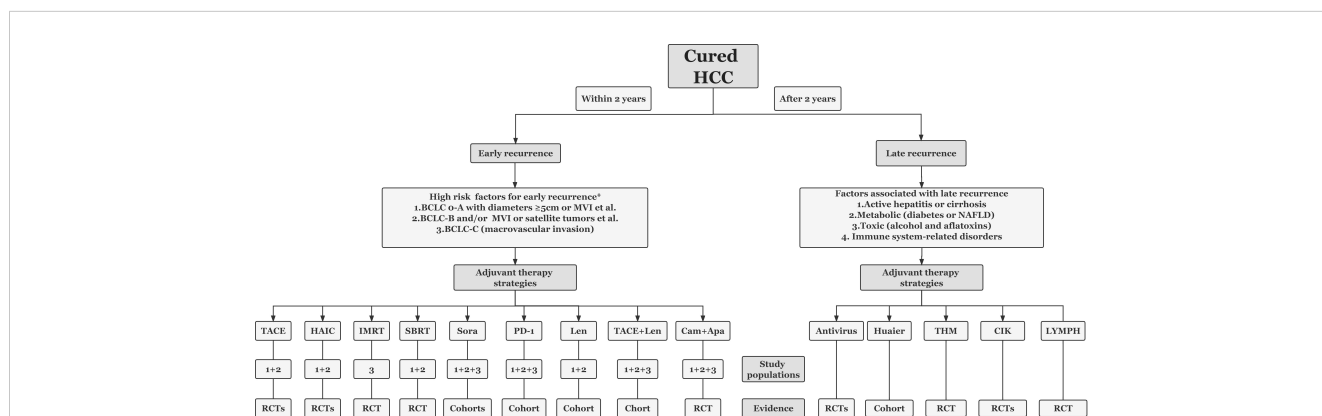 Cured
HCC
Within 2 years
After 2 years
Early recurrence
Late recurrence
High risk factors for early recurrence*
1.BCLC 0-A with diameters ≥5cm or MVI et al.
2.BCLC-B and/or MVI or satellite tumors et al.
3.BCLC-C (macrovascular invasion)
Factors associated with late recurrence
1.Active hepatitis or cirrhosis
2.Metabolic (diabetes or NAFLD)
3.Toxic (alcohol and aflatoxins)
4. Immune system-related disorders
Adjuvant therapy
strategies
Adjuvant therapy
strategies
TACE HAIC IMRT SBRT Sora PD-1 Len TACE+Len Cam+Apa Antivirus Huaier THM CIK LYMPH
1+2 1+2 3 1+2 1+2+3 1+2+3 1+2 1+2+3 1+2+3
Study
populations
RCTs RCTs RCT RCT Cohorts Cohort Cohort Chort RCT Evidence RCTs Cohort RCT RCTs RCT